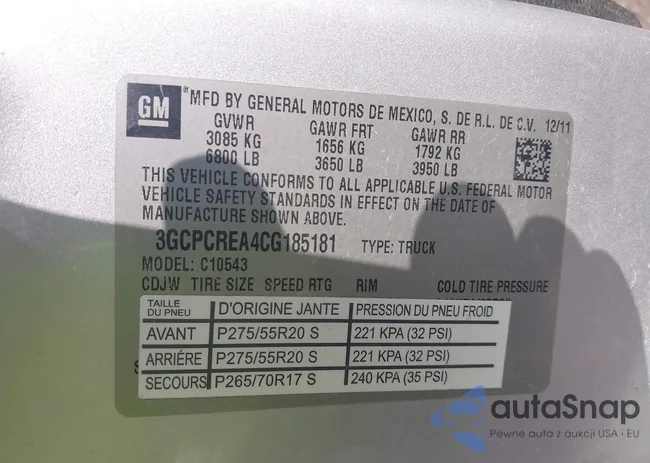 GM
® MFD BY GENERAL MOTORS DE MEXICO, S. DE R.L. DE C.V. 12/11
GVWR GAWR FRT GAWR RR
3085 KG 1656 KG 1792 KG
6800 LB 3650 LB 3950 LB
THIS VEHICLE CONFORMS TO ALL APPLICABLE U.S. FEDERAL MOTOR
VEHICLE SAFETY STANDARDS IN EFFECT ON THE DATE OF
MANUFACTURE SHOWN ABOVE.
3GCPCREA4CG185181 TYPE: TRUCK
MODEL: C10543
CDJW TIRE SIZE SPEED RTG RIM COLD TIRE PRESSURE
TAILLE DU PNEU D'ORIGINE JANTE PRESSION DU PNEU FROID
AVANT P275/55R20 S 221 KPA (32 PSI)
ARRIÉRE P275/55R20 S 221 KPA (32 PSI)
SECOURS P265/70R17 S 240 KPA (35 PSI)
autaSnap
Pewne auta z aukcji USA i EU